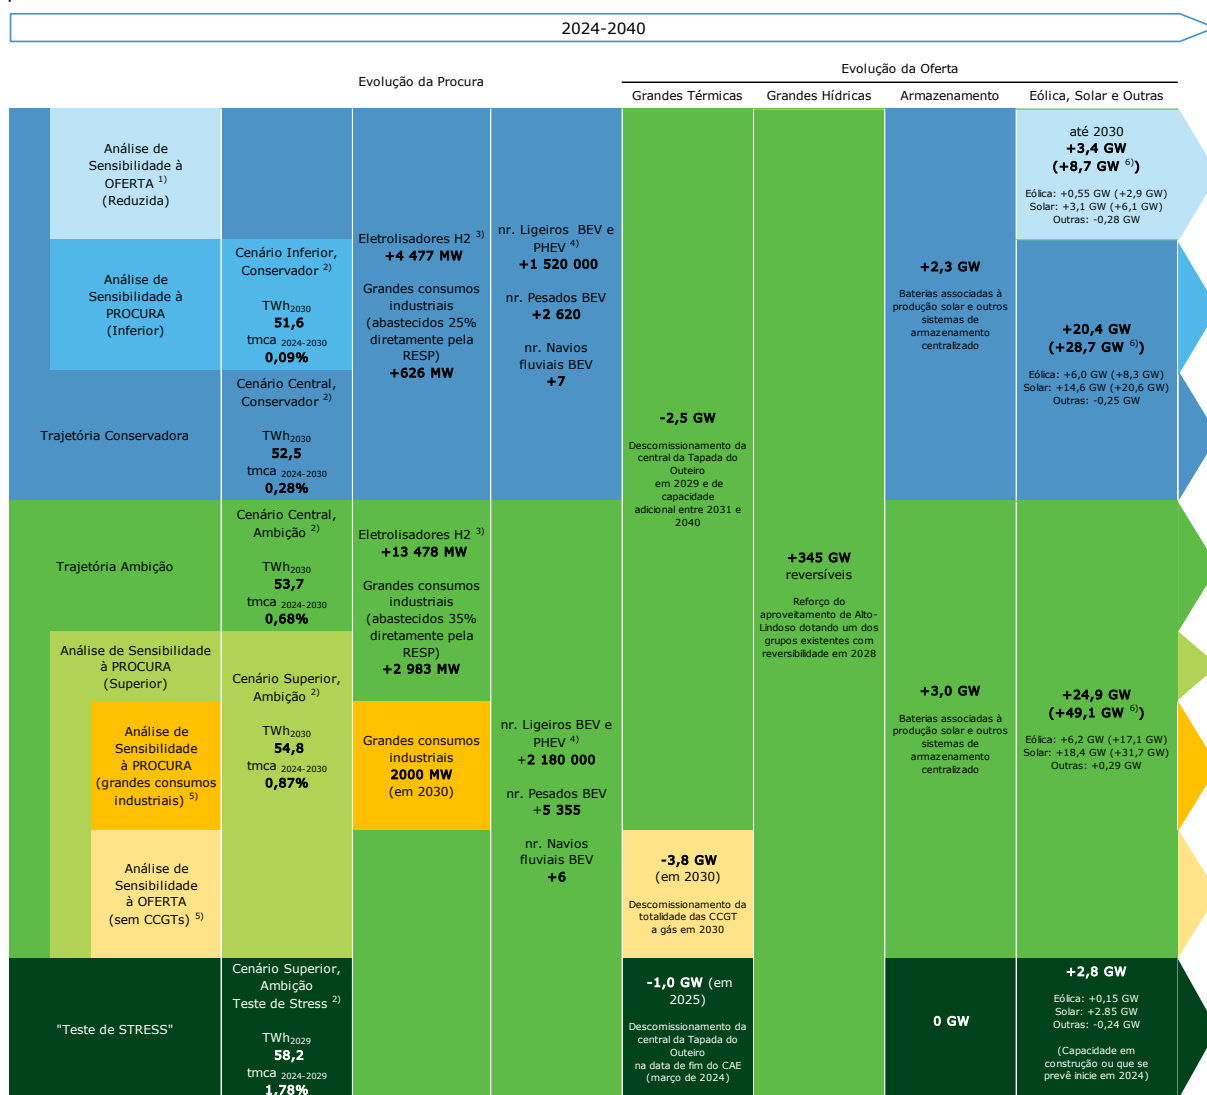 2024-2040
Evolução da Procura
Evolução da Oferta
Grandes Térmicas
Grandes Hídricas
Armazenamento
Eólica, Solar e Outras
Análise de
Sensibilidade à
OFERTA 1)
(Reduzida)
Análise de
Sensibilidade à
PROCURA
(Inferior)
Trajetória Conservadora
Trajetória Ambição
Análise de Sensibilidade
à PROCURA
(Superior)
Análise de
Sensibilidade
à PROCURA
(grandes consumos
industriais) 5)
Análise de
Sensibilidade
à OFERTA
(sem CCGTs) 5)
"Teste de STRESS"
Cenário Inferior,
Conservador 2)
TWh2030
51,6
tmca 2024-2030
0,09%
Cenário Central,
Conservador 2)
TWh2030
52,5
tmca 2024-2030
0,28%
Cenário Central,
Ambição 2)
TWh2030
53,7
tmca 2024-2030
0,68%
Cenário Superior,
Ambição 2)
TWh2030
54,8
tmca 2024-2030
0,87%
Cenário Superior,
Ambição
Teste de Stress 2)
TWh2029
58,2
tmca 2024-2029
1,78%
Eletrolisadores H2 3)
+4 477 MW
Grandes consumos
industriais
(abastecidos 25%
diretamente pela
RESP)
+626 MW
Eletrolisadores H2 3)
+13 478 MW
Grandes consumos
industriais
(abastecidos 35%
diretamente pela
RESP)
+2 983 MW
Grandes consumos
industriais
2000 MW
(em 2030)
nr. Ligeiros BEV e
PHEV 4)
+1 520 000
nr. Pesados BEV
+2 620
nr. Navios
fluviais BEV
+7
nr. Ligeiros BEV e
PHEV 4)
+2 180 000
nr. Pesados BEV
+5 355
nr. Navios
fluviais BEV
+6
-2,5 GW
Descomissionamento da
central da Tapada do
Outeiro
em 2029 e de
capacidade
adicional entre 2031 e
2040
-3,8 GW
(em 2030)
Descomissionamento da
totalidade das CCGT
a gás em 2030
-1,0 GW (em
2025)
Descomissionamento da
central da Tapada do
Outeiro
na data de fim do CAE
(março de 2024)
+345 GW
reversíveis
Reforço do
aproveitamento de Alto-
Lindoso dotando um dos
grupos existentes com
reversibilidade em 2028
+2,3 GW
Baterias associadas à
produção solar e outros
sistemas de
armazenamento
centralizado
+3,0 GW
Baterias associadas à
produção solar e outros
sistemas de
armazenamento
centralizado
0 GW
até 2030
+3,4 GW
(+8,7 GW 6))
Eólica: +0,55 GW (+2,9 GW)
Solar: +3,1 GW (+6,1 GW)
Outras: -0,28 GW
+20,4 GW
(+28,7 GW 6))
Eólica: +6,0 GW (+8,3 GW)
Solar: +14,6 GW (+20,6 GW)
Outras: -0,25 GW
+24,9 GW
(+49,1 GW 6))
Eólica: +6,2 GW (+17,1 GW)
Solar: +18,4 GW (+31,7 GW)
Outras: +0,29 GW
+2,8 GW
Eólica: +0,15 GW
Solar: +2.85 GW
Outras: -0,24 GW
(Capacidade em
construção ou que se
prevê inicie em 2024)